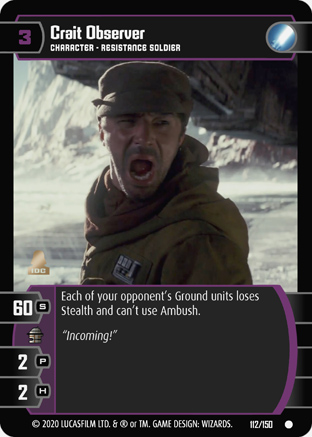 3
Crait Observer
CHARACTER • RESISTANCE SOLDIER
60 S
Each of your opponent's Ground units loses
Stealth and can't use Ambush.
"Incoming!"
2 P
2 H
© 2020 LUCASFILM LTD. & ® or TM. GAME DESIGN: WIZARDS. 112/150